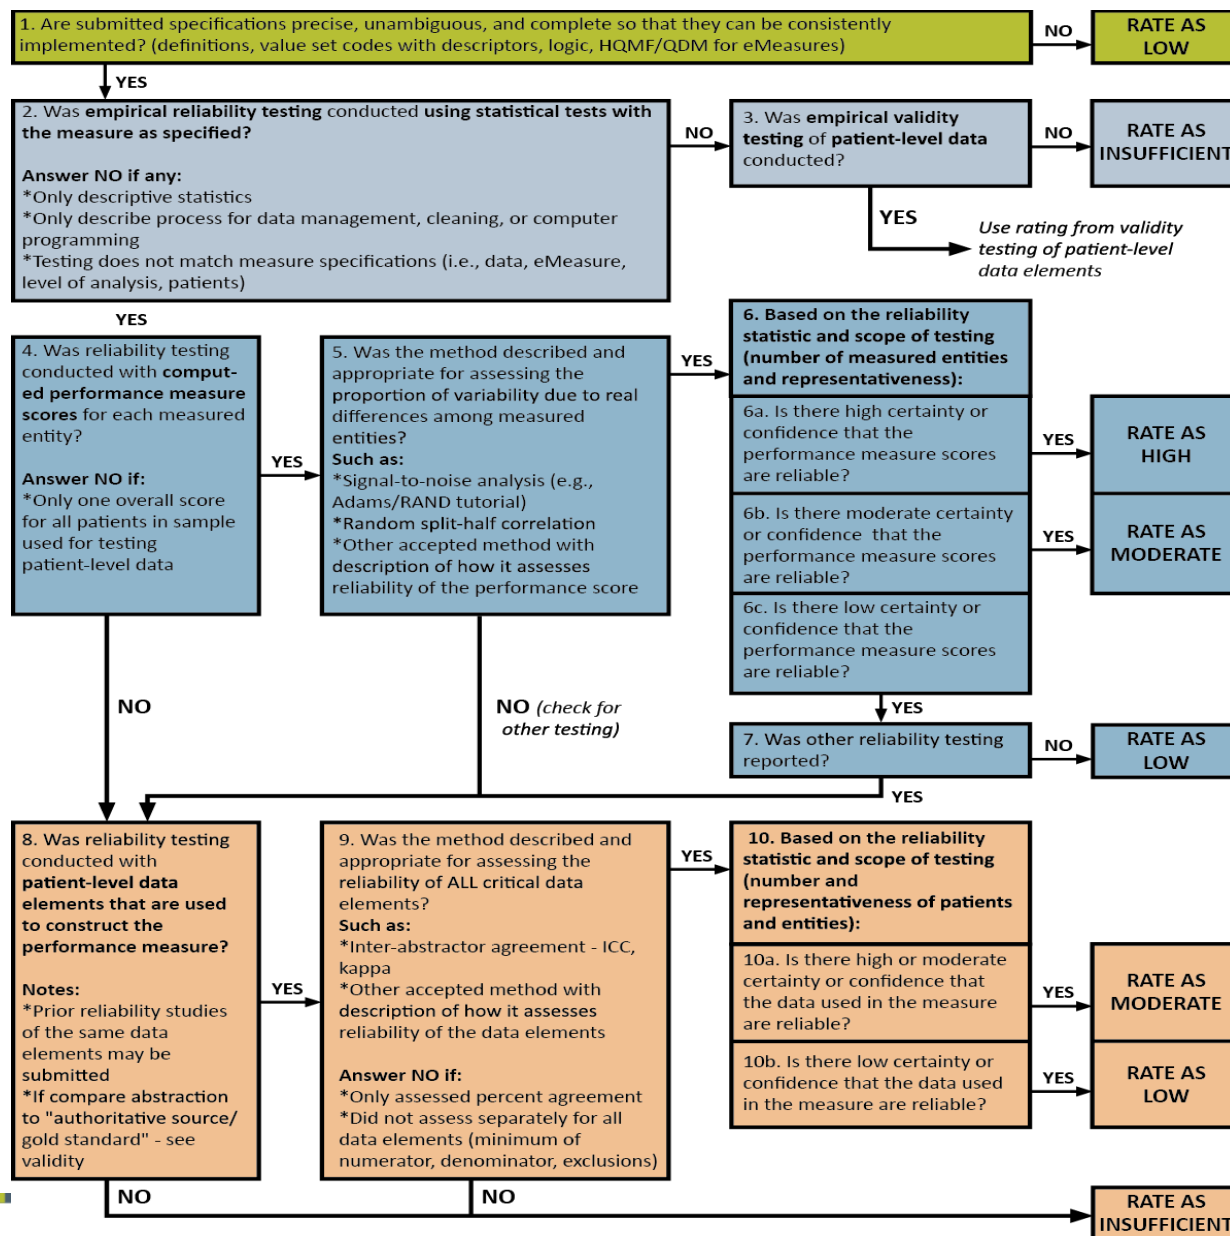 1. Are submitted specifications precise, unambiguous, and complete so that they can be consistently
implemented? (definitions, value set codes with descriptors, logic, HQMF/QDM for eMeasures)
NO
RATE AS
LOW
YES
2. Was empirical reliability testing conducted using statistical tests with
the measure as specified?
Answer NO if any:
*Only descriptive statistics
*Only describe process for data management, cleaning, or computer
programming
*Testing does not match measure specifications (i.e., data, eMeasure,
level of analysis, patients)
NO
3. Was empirical validity
testing of patient-level data
conducted?
NO
RATE AS
INSUFFICIENT
YES
Use rating from validity
testing of patient-level
data elements
YES
4. Was reliability testing
conducted with comput-
ed performance measure
scores for each measured
entity?
Answer NO if:
*Only one overall score
for all patients in sample
used for testing
patient-level data
YES
5. Was the method described and
appropriate for assessing the
proportion of variability due to real
differences among measured
entities?
Such as:
*Signal-to-noise analysis (e.g.,
Adams/RAND tutorial)
*Random split-half correlation
*Other accepted method with
description of how it assesses
reliability of the performance score
YES
6. Based on the reliability
statistic and scope of testing
(number of measured entities
and representativeness):
6a. Is there high certainty or
confidence that the
performance measure scores
are reliable?
YES
RATE AS
HIGH
6b. Is there moderate certainty
or confidence that the
performance measure scores
are reliable?
YES
RATE AS
MODERATE
6c. Is there low certainty or
confidence that the
performance measure scores
are reliable?
YES
NO
NO (check for
other testing)
7. Was other reliability testing
reported?
NO
RATE AS
LOW
YES
8. Was reliability testing
conducted with
patient-level data
elements that are used
to construct the
performance measure?
Notes:
*Prior reliability studies
of the same data
elements may be
submitted
*If compare abstraction
to "authoritative source/
gold standard" - see
validity
YES
9. Was the method described and
appropriate for assessing the
reliability of ALL critical data
elements?
Such as:
*Inter-abstractor agreement - ICC,
kappa
*Other accepted method with
description of how it assesses
reliability of the data elements
Answer NO if:
*Only assessed percent agreement
*Did not assess separately for all
data elements (minimum of
numerator, denominator, exclusions)
YES
10. Based on the reliability
statistic and scope of testing
(number and
representativeness of patients
and entities):
10a. Is there high or moderate
certainty or confidence that
the data used in the measure
are reliable?
YES
RATE AS
MODERATE
10b. Is there low certainty or
confidence that the data used
in the measure are reliable?
YES
RATE AS
LOW
NO
NO
RATE AS
INSUFFICIENT